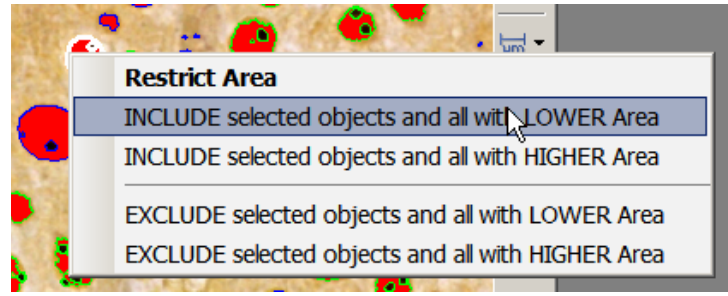 µm
Restrict Area
INCLUDE selected objects and all with LOWER Area
INCLUDE selected objects and all with HIGHER Area
EXCLUDE selected objects and all with LOWER Area
EXCLUDE selected objects and all with HIGHER Area